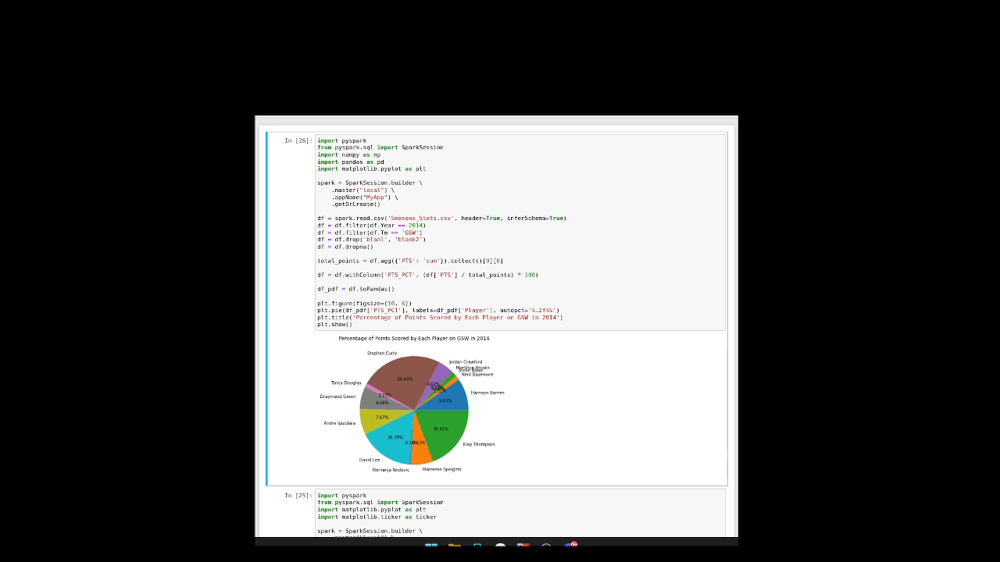 In [26]:
import pyspark
from pyspark.sql import SparkSession
import numpy as np
import pandas as pd
import matplotlib.pyplot as plt
spark = SparkSession.builder \
.master("local") \
.appName("MyApp") \
.getOrCreate()
df = spark.read.csv('Seasons_Stats.csv', header=True, inferSchema=True)
df = df.filter(df.Year == 2014)
df = df.filter(df.Tm == 'GSW')
df = df.drop('blanl', 'blank2')
df = df.dropna()
total_points = df.agg({'PTS': 'sum'}).collect()[0][0]
df = df.withColumn('PTS_PCT', (df['PTS'] / total_points) * 100)
df_pdf = df.toPandas()
plt.figure(figsize=(10, 6))
plt.pie(df_pdf['PTS_PCT'], labels=df_pdf['Player'], autopct='%.2f%%')
plt.title('Percentage of Points Scored by Each Player on GSW in 2014')
plt.show()
Percentage of Points Scored by Each Player on GSW in 2014
Stephen Curry
Jordan Crawford
MarShon Brooks
Kent Bazemore
24.43%
Toney Douglas
4.62%
Harrison Barnes
Draymond Green
1.15%
9.63%
6.66%
7.67%
Andre Iguodala
19.41%
16.39%
Klay Thompson
David Lee
Nemanja Nedovic
Marreese Speights
In [25]:
import pyspark
from pyspark.sql import SparkSession
import matplotlib.pyplot as plt
import matplotlib.ticker as ticker
spark = SparkSession.builder \